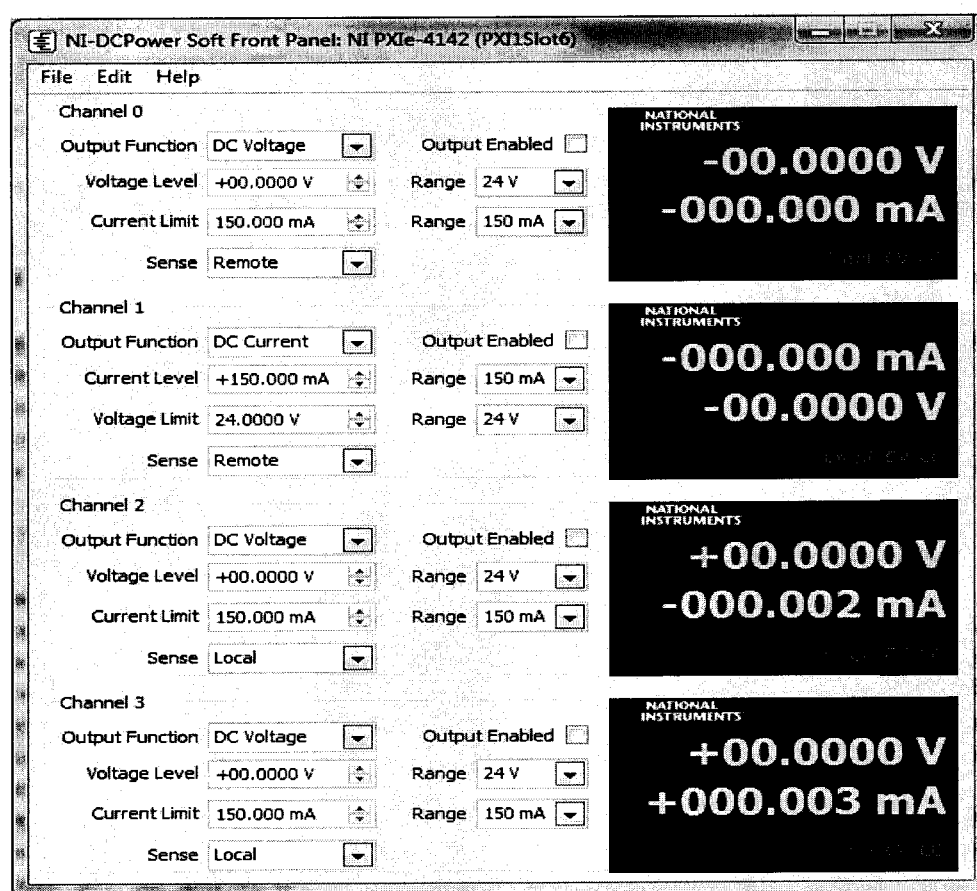 NI-DCPower Soft Front Panel: NI PXIe-4142 (PXI1Slot6)
File Edit Help
Channel 0
Output Function DC Voltage Output Enabled
Voltage Level +00.0000 V Range 24 V
Current Limit 150.000 mA Range 150 mA
Sense Remote
NATIONAL
INSTRUMENTS
-00.0000 V
-000.000 mA
Channel 1
Output Function DC Current Output Enabled
Current Level +150.000 mA Range 150 mA
Voltage Limit 24.0000 V Range 24 V
Sense Remote
NATIONAL
INSTRUMENTS
-000.000 mA
-00.0000 V
Channel 2
Output Function DC Voltage Output Enabled
Voltage Level +00.0000 V Range 24 V
Current Limit 150.000 mA Range 150 mA
Sense Local
NATIONAL
INSTRUMENTS
+00.0000 V
-000.002 mA
Channel 3
Output Function DC Voltage Output Enabled
Voltage Level +00.0000 V Range 24 V
Current Limit 150.000 mA Range 150 mA
Sense Local
NATIONAL
INSTRUMENTS
+00.0000 V
+000.003 mA